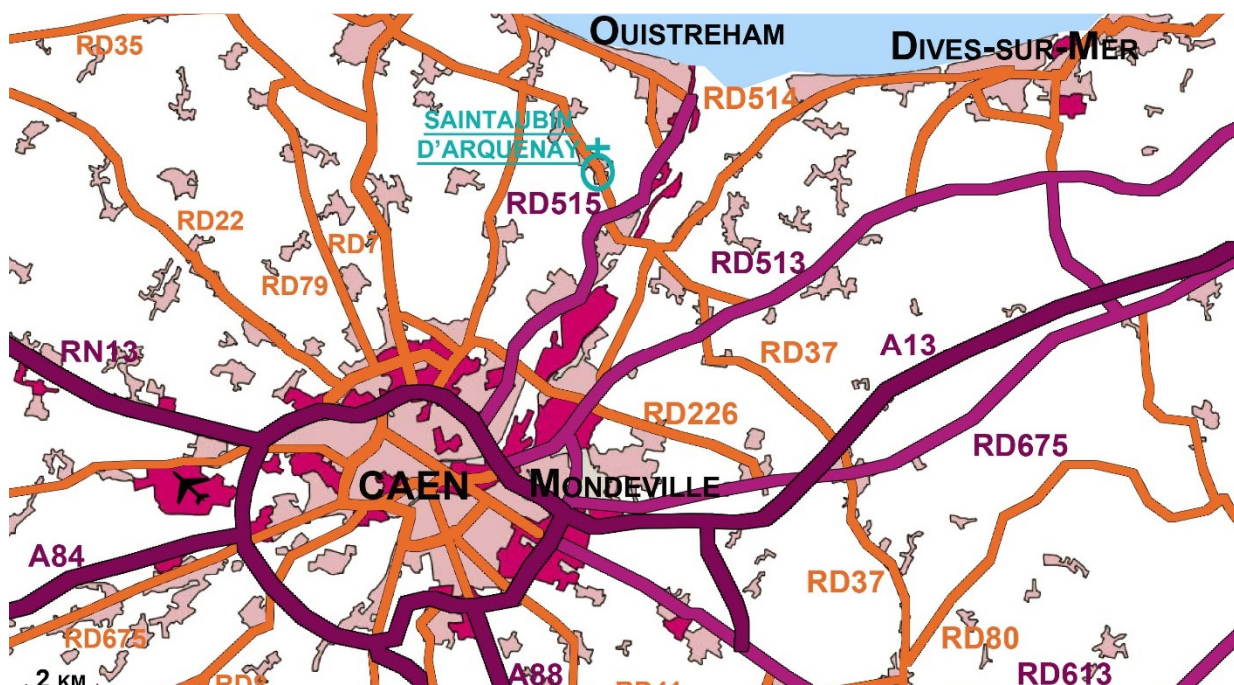 OUISTREHAM
DIVES-SUR-MER
RD35
RD514
SAINTAUBIN
D'ARQUENAY
RD515
RD22
RD7
RD513
RD79
RN13
RD37
A13
RD226
RD675
CAEN
MONDEVILLE
A84
RD37
RD675
RD80
RD613
A88
2 KM